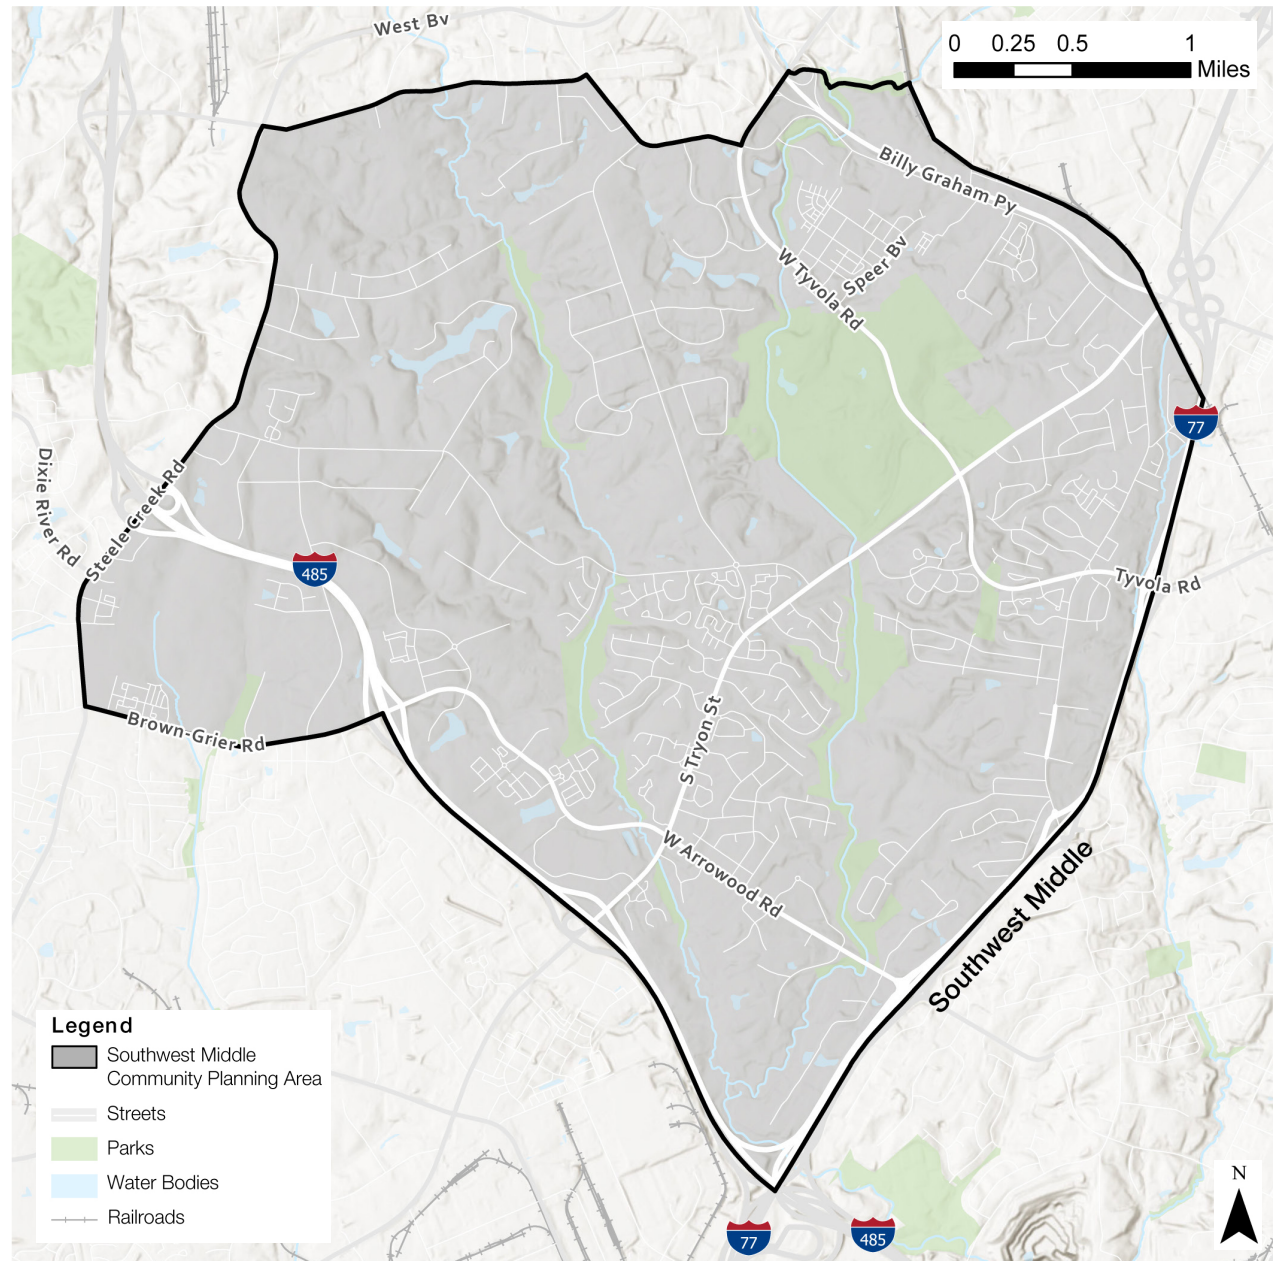 West Bv
0 0.25 0.5 1
Miles
Billy Graham Py
Speer Bv
W Tyvola Rd
77
Dixie River Rd
Steele Creek Rd
485
Tyvola Rd
Brown-Grier Rd
S Tryon St
W Arrowood Rd
Southwest Middle
Legend
Southwest Middle
Community Planning Area
Streets
Parks
Water Bodies
Railroads
N
77
485